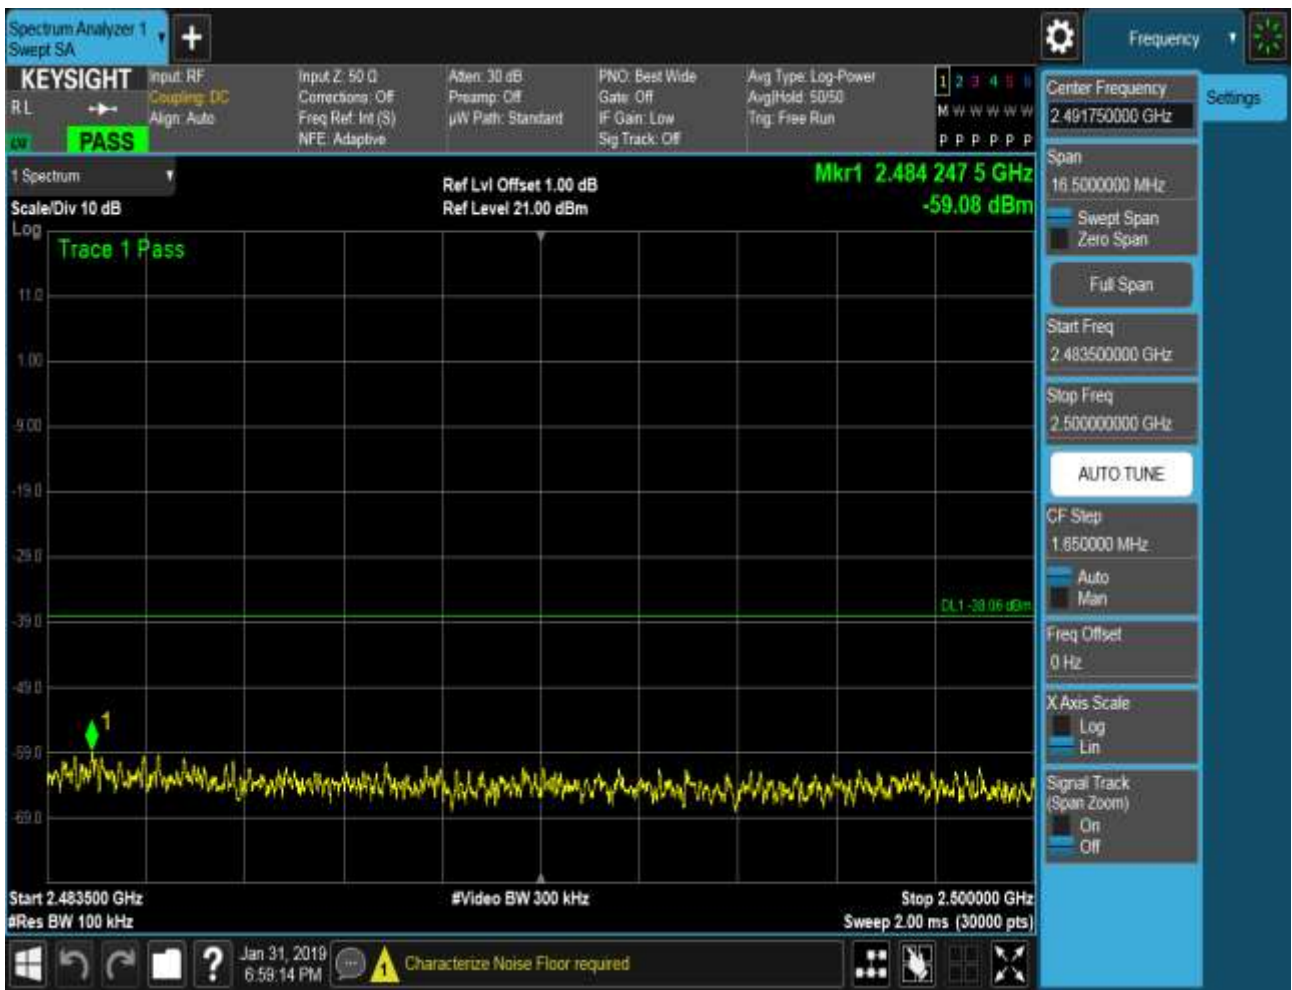 Spectrum Analyzer 1
Swept SA
+
Frequency
KEYSIGHT
R L
PASS
Input: RF
Coupling: DC
Align: Auto
Input Z: 50 Ω
Corrections: Off
Freq Ref: Int (S)
NFE: Adaptive
Atten: 30 dB
Preamp: Off
µW Path: Standard
PNO: Best Wide
Gate: Off
IF Gain: Low
Sig Track: Off
Avg Type: Log-Power
Avg|Hold: 50/50
Trig: Free Run
1 2 3 4 5 6
M W W W W W
P P P P P P
1 Spectrum
Scale/Div 10 dB
Log
Ref Lvl Offset 1.00 dB
Ref Level 21.00 dBm
Mkr1 2.484 247 5 GHz
-59.08 dBm
Trace 1 Pass
11.0
1.00
-9.00
-19.0
-29.0
DL1 -38.06 dBm
-39.0
-49.0
1
-59.0
-69.0
Start 2.483500 GHz
#Res BW 100 kHz
#Video BW 300 kHz
Stop 2.500000 GHz
Sweep 2.00 ms (30000 pts)
?
Jan 31, 2019
6:59:14 PM
1
Characterize Noise Floor required
Center Frequency
2.491750000 GHz
Settings
Span
16.5000000 MHz
Swept Span
Zero Span
Full Span
Start Freq
2.483500000 GHz
Stop Freq
2.500000000 GHz
AUTO TUNE
CF Step
1.650000 MHz
Auto
Man
Freq Offset
0 Hz
X Axis Scale
Log
Lin
Signal Track
(Span Zoom)
On
Off